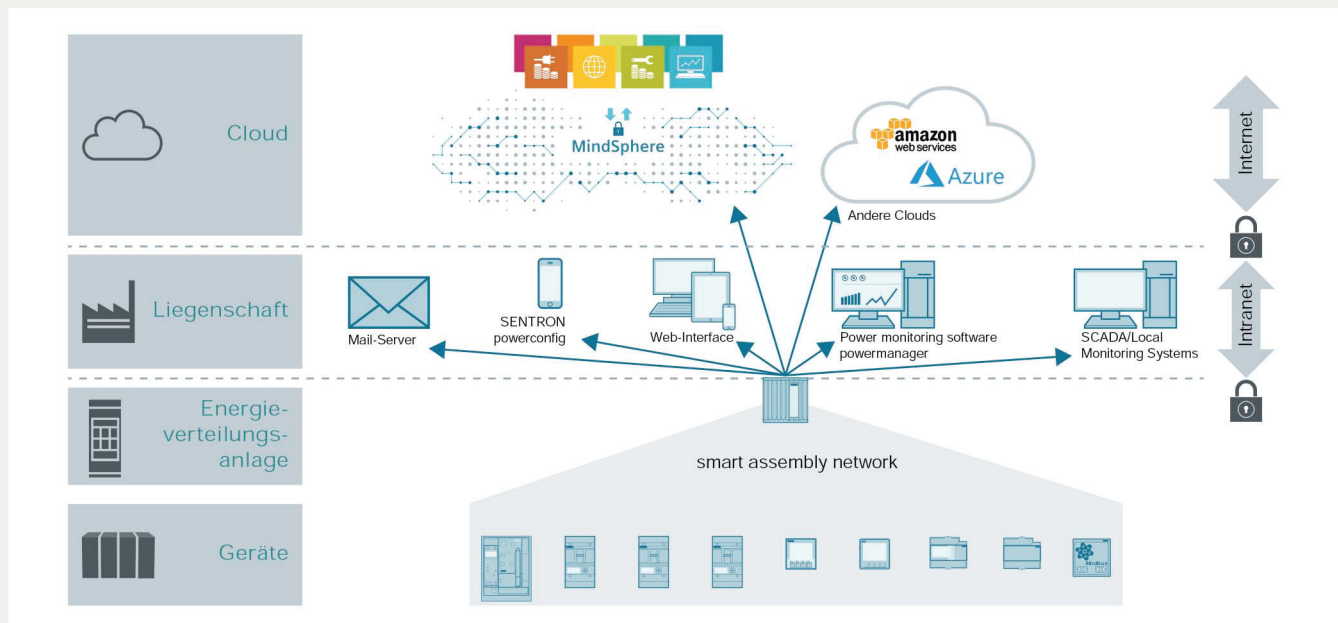 Cloud
MindSphere
amazon
web services
Azure
Andere Clouds
Internet
Liegenschaft
Mail-Server
SENTRON
powerconfig
Web-Interface
Power monitoring software
powermanager
SCADA/Local
Monitoring Systems
Intranet
Energie-
verteilungs-
anlage
smart assembly network
Geräte
Modbus